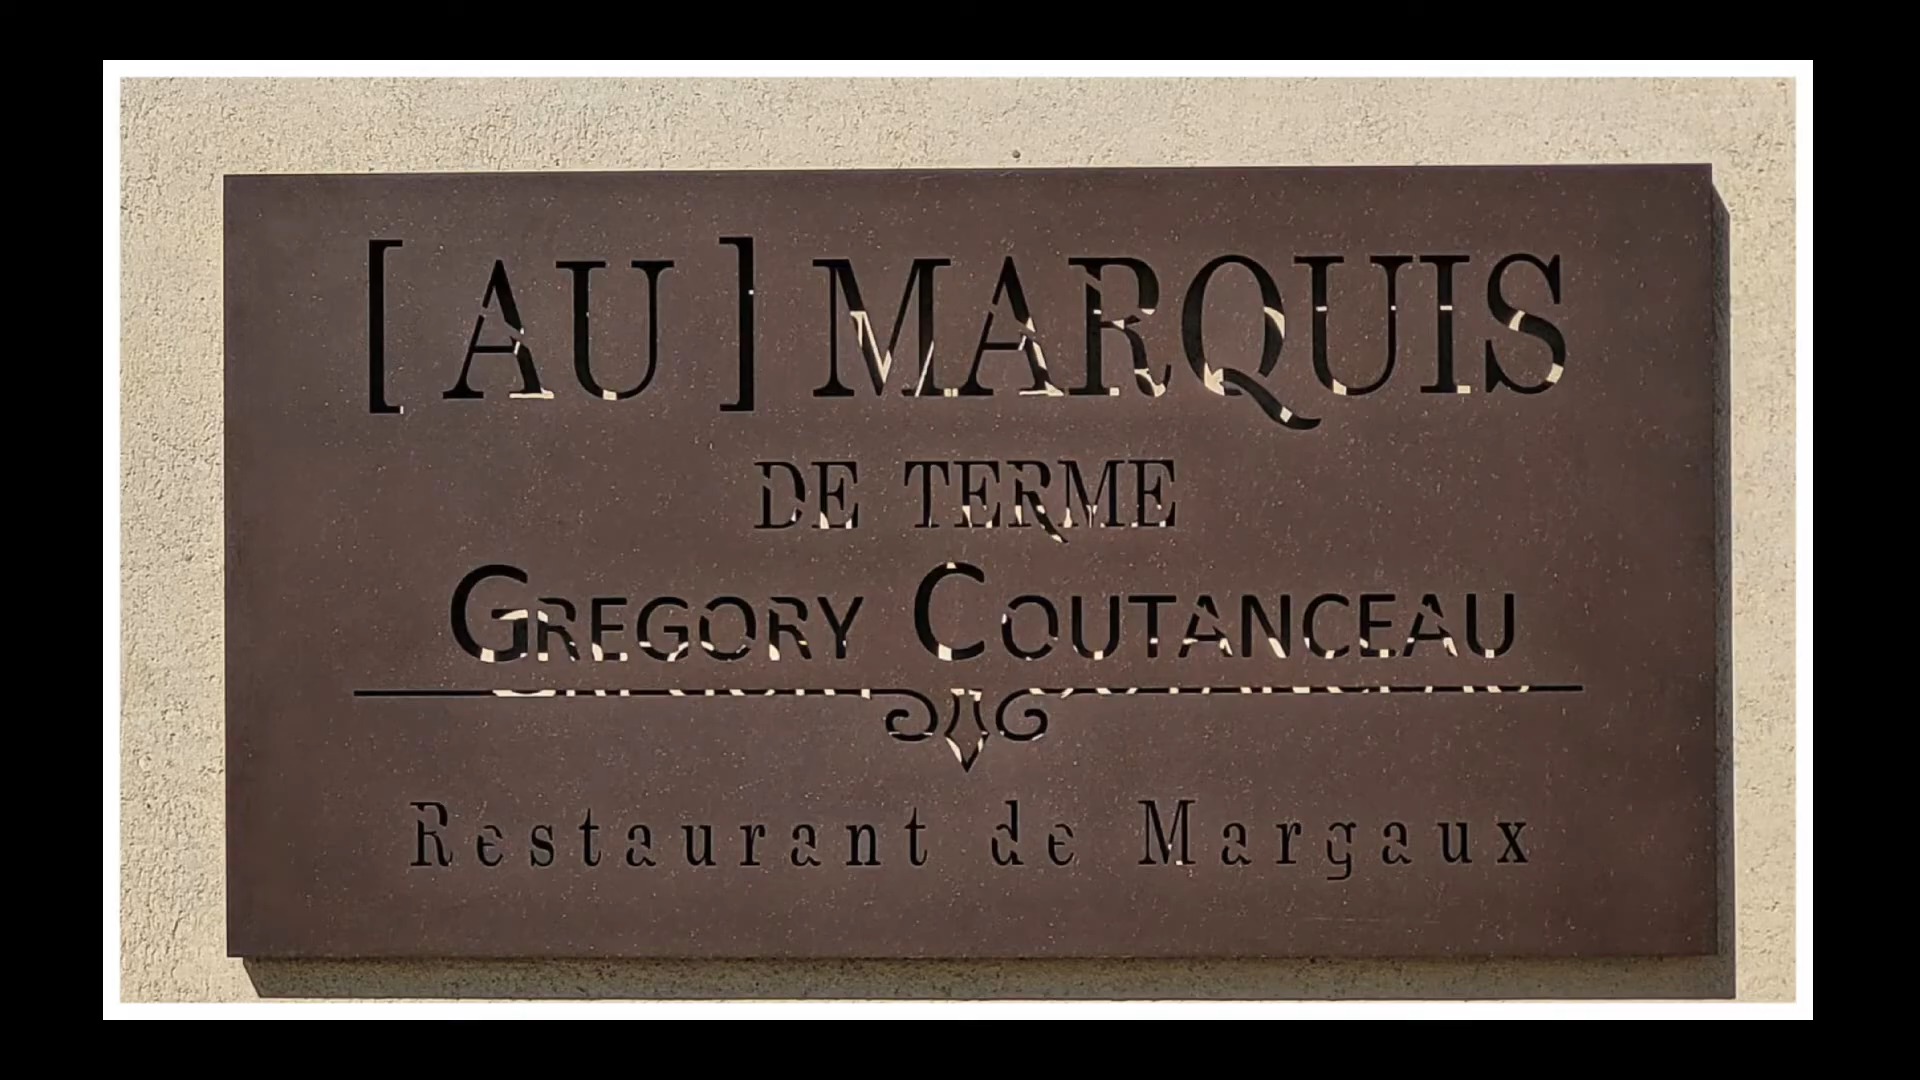 [AU] MARQUIS
DE TERME
GREGORY COUTANCEAU
Restaurant de Margaux